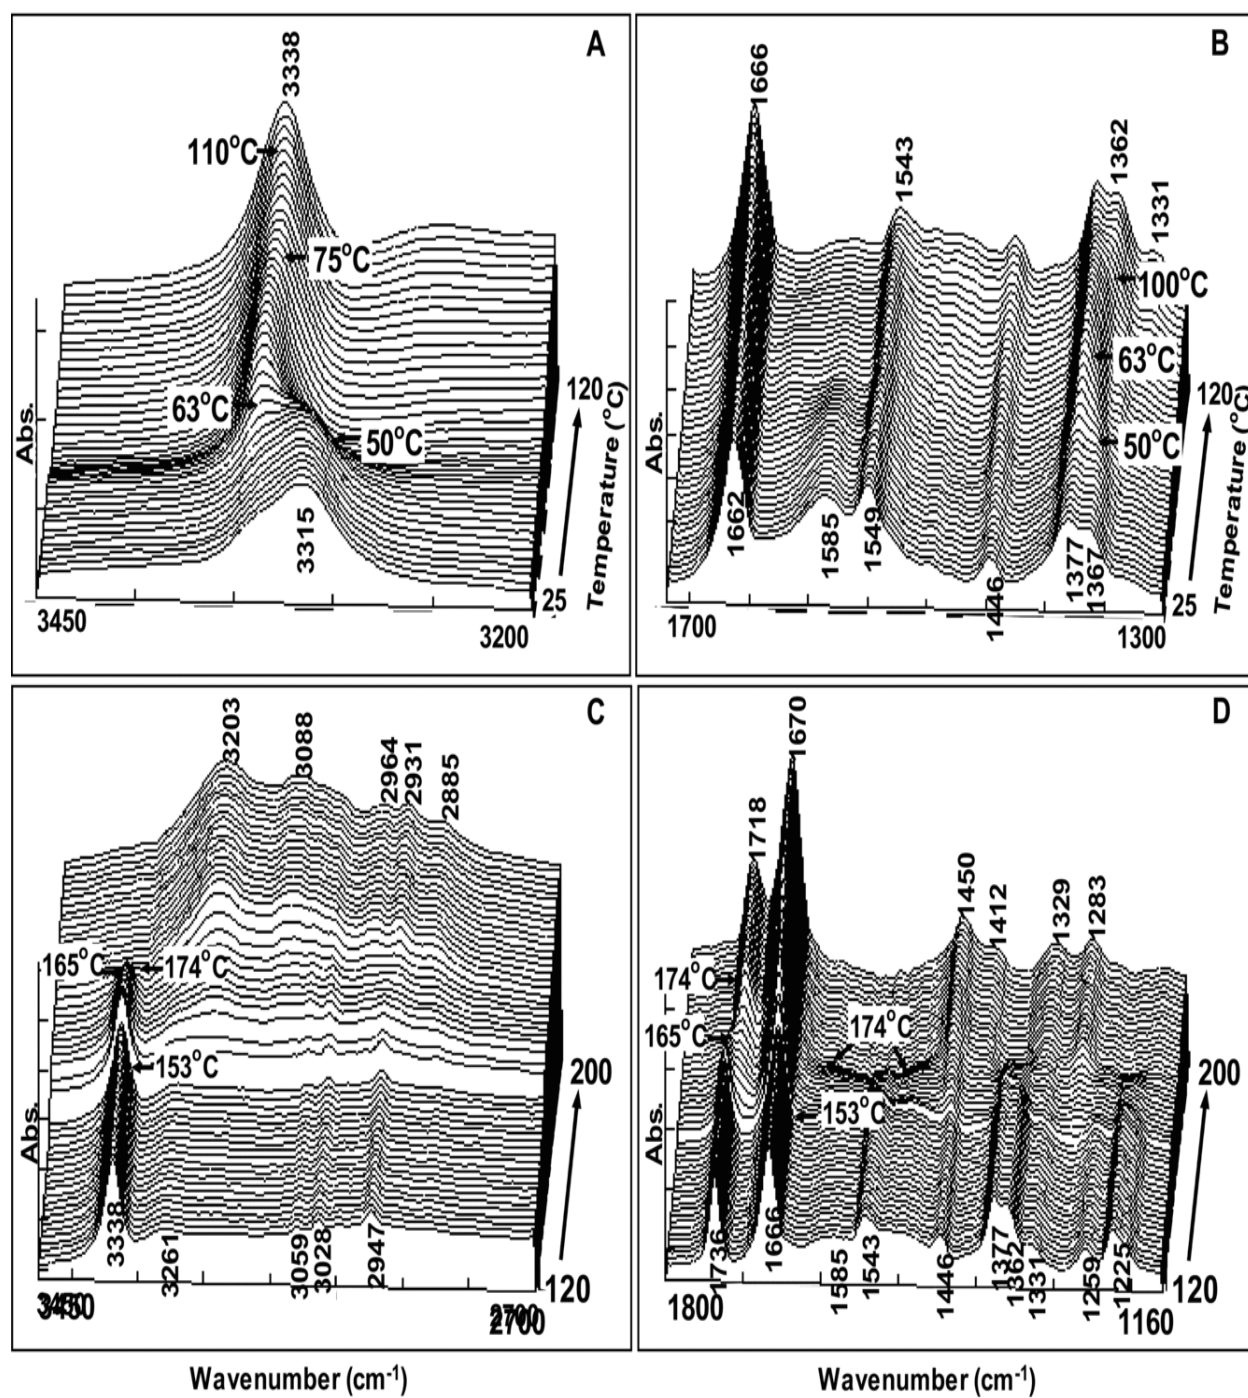 A
3338
110°C
75°C
63°C
50°C
3315
Abs.
120
Temperature (°C)
25
3450
3200
B
1666
1543
1362
1331
100°C
63°C
50°C
1662
1585
1549
1446
1377
1367
Abs.
120
Temperature (°C)
25
1700
1300
C
3203
3088
2964
2931
2885
165°C
174°C
153°C
3338
3261
3059
3028
2947
Abs.
200
120
3450
2700
D
1670
1718
1450
1412
1329
1283
174°C
165°C
174°C
153°C
1736
1666
1585
1543
1446
1377
1362
1331
1259
1225
Abs.
200
120
1800
1160
Wavenumber (cm-1)
Wavenumber (cm-1)